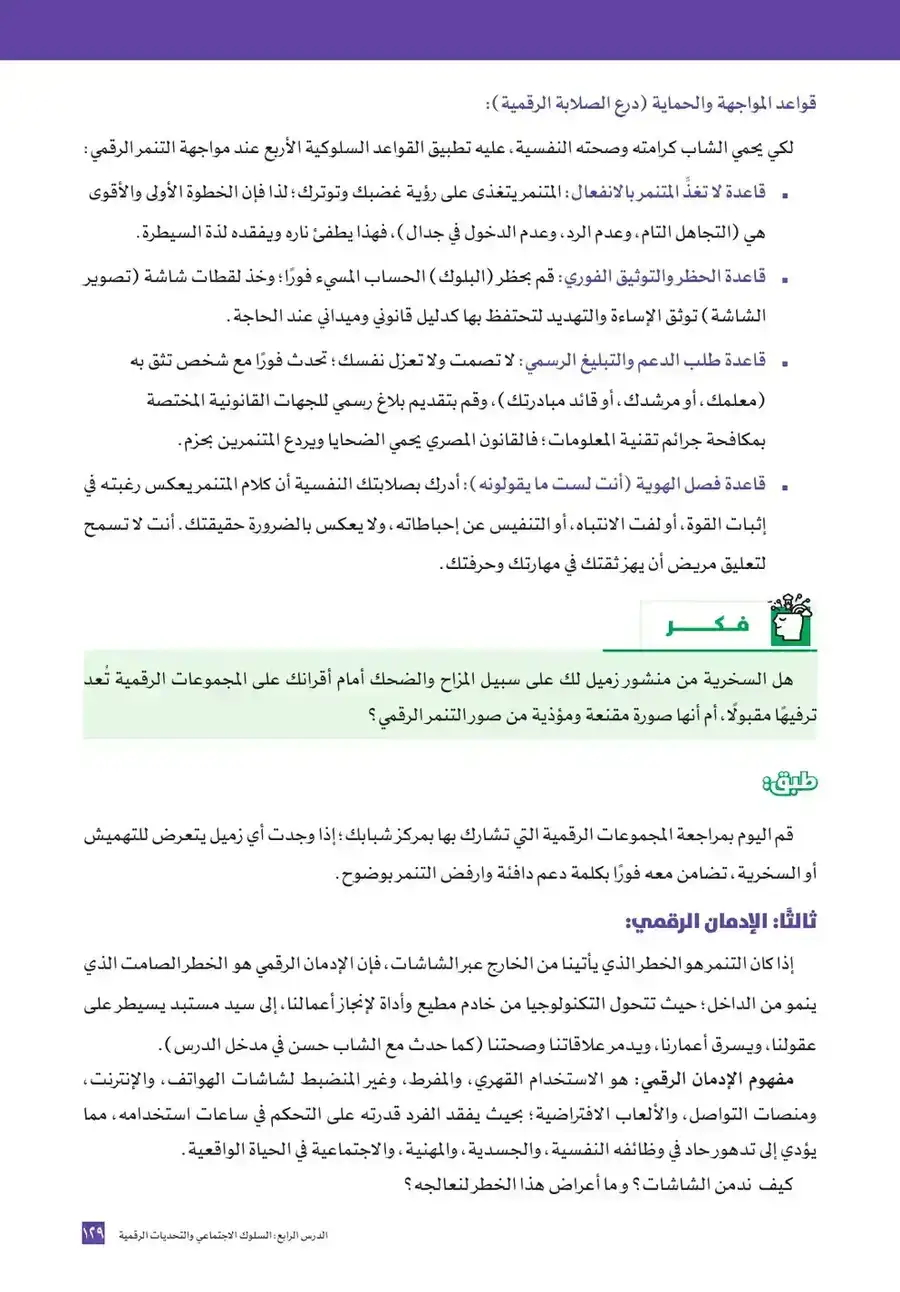 قواعد المواجهة والحماية (درع الصلابة الرقمية):
لكي يحمي الشاب كرامته وصحته النفسية، عليه تطبيق القواعد السلوكية الأربع عند مواجهة التنمر الرقمي:
▪ قاعدة لا تغذِّ المتنمر بالانفعال: المتنمر يتغذى على رؤية غضبك وتوترك؛ لذا فإن الخطوة الأولى والأقوى
هي (التجاهل التام، وعدم الرد، وعدم الدخول في جدال)، فهذا يطفئ ناره ويفقده لذة السيطرة.
▪ قاعدة الحظر والتوثيق الفوري: قم بحظر (البلوك) الحساب المسيء فورًا؛ وخذ لقطات شاشة (تصوير
الشاشة) توثق الإساءة والتهديد لتحتفظ بها كدليل قانوني وميداني عند الحاجة.
▪ قاعدة طلب الدعم والتبليغ الرسمي: لا تصمت ولا تعزل نفسك؛ تحدث فورًا مع شخص تثق به
(معلمك، أو مرشدك، أو قائد مبادرتك)، وقم بتقديم بلاغ رسمي للجهات القانونية المختصة
بمكافحة جرائم تقنية المعلومات؛ فالقانون المصري يحمي الضحايا ويردع المتنمرين بحزم.
▪ قاعدة فصل الهوية (أنت لست ما يقولونه): أدرك بصلابتك النفسية أن كلام المتنمر يعكس رغبته في
إثبات القوة، أو لفت الانتباه، أو التنفيس عن إحباطاته، ولا يعكس بالضرورة حقيقتك. أنت لا تسمح
لتعليق مريض أن يهز ثقتك في مهارتك وحرفتك.
فـكـــــر
هل السخرية من منشور زميل لك على سبيل المزاح والضحك أمام أقرانك على المجموعات الرقمية تُعد
ترفيهًا مقبولًا، أم أنها صورة مقنعة ومؤذية من صور التنمر الرقمي؟
طبق:
قم اليوم بمراجعة المجموعات الرقمية التي تشارك بها بمركز شبابك؛ إذا وجدت أي زميل يتعرض للتهميش
أو السخرية، تضامن معه فورًا بكلمة دعم دافئة وارفض التنمر بوضوح.
ثالثًا: الإدمان الرقمي:
إذا كان التنمر هو الخطر الذي يأتينا من الخارج عبر الشاشات، فإن الإدمان الرقمي هو الخطر الصامت الذي
ينمو من الداخل؛ حيث تتحول التكنولوجيا من خادم مطيع وأداة لإنجاز أعمالنا، إلى سيد مستبد يسيطر على
عقولنا، ويسرق أعمارنا، ويدمر علاقاتنا وصحتنا (كما حدث مع الشاب حسن في مدخل الدرس).
مفهوم الإدمان الرقمي: هو الاستخدام القهري، والمفرط، وغير المنضبط لشاشات الهواتف، والإنترنت،
ومنصات التواصل، والألعاب الافتراضية؛ بحيث يفقد الفرد قدرته على التحكم في ساعات استخدامه، مما
يؤدي إلى تدهور حاد في وظائفه النفسية، والجسدية، والمهنية، والاجتماعية في الحياة الواقعية.
كيف ندمن الشاشات؟ وما أعراض هذا الخطر لنعالجه؟
الدرس الرابع: السلوك الاجتماعي والتحديات الرقمية ١٢٩